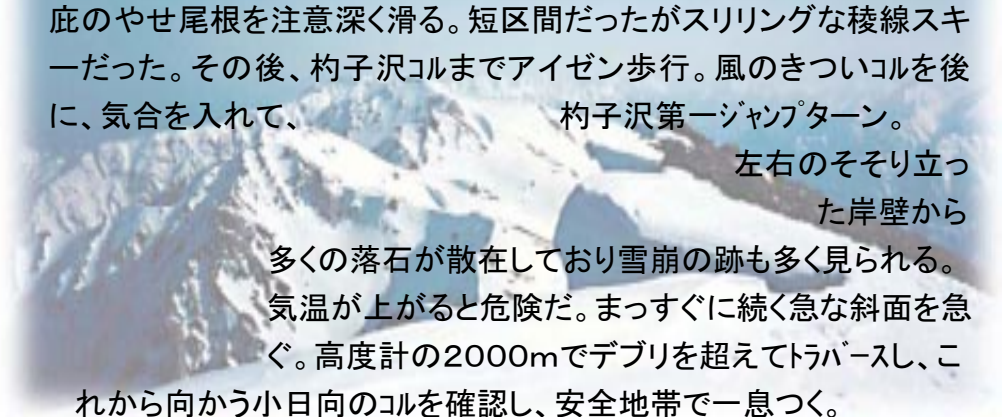 庇のやせ尾根を注意深く滑る。短区間だったがスリリングな稜線スキ
ーだった。その後、杓子沢ｺﾙまでアイゼン歩行。風のきついｺﾙを後
に、気合を入れて、 杓子沢第一ｼﾞｬﾝﾌﾟターン。
左右のそそり立っ
た岸壁から
多くの落石が散在しており雪崩の跡も多く見られる。
気温が上がると危険だ。まっすぐに続く急な斜面を急
ぐ。高度計の２０００ｍでデブリを超えてﾄﾗﾊﾞｰｽし、こ
れから向かう小日向のｺﾙを確認し、安全地帯で一息つく。